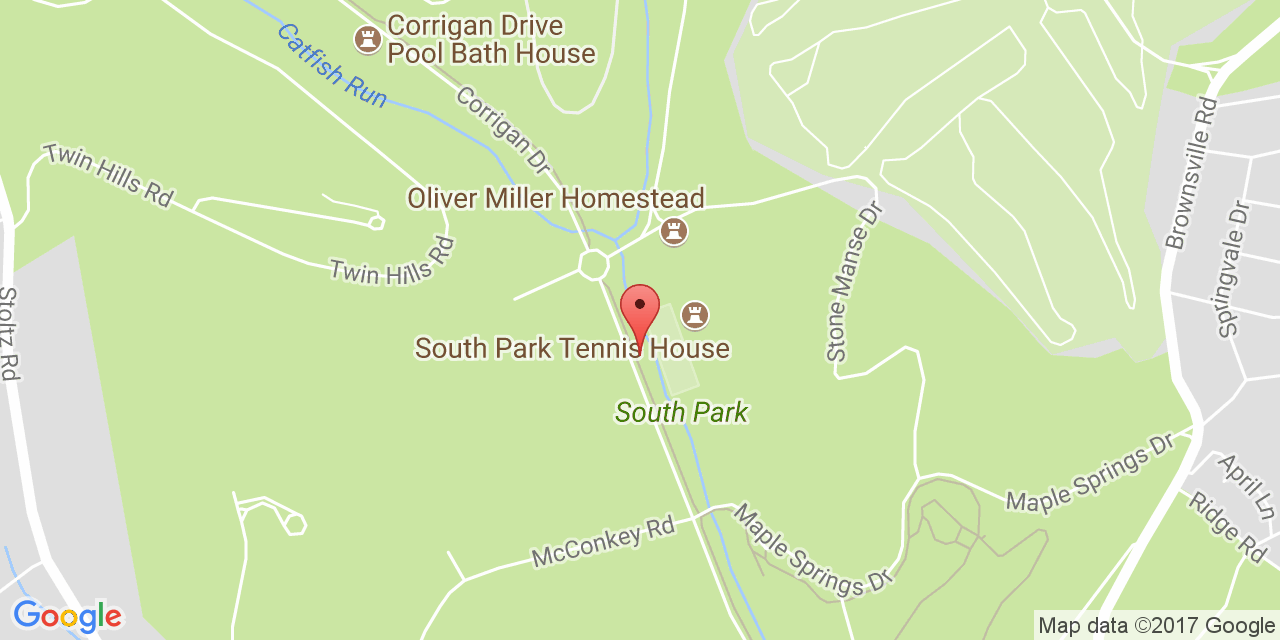 Corrigan Drive
Pool Bath House
Catfish Run
Corrigan Dr
Brownsville Rd
Twin Hills Rd
Oliver Miller Homestead
Stone Manse Dr
Springvale Dr
Twin Hills Rd
Stoltz Rd
South Park Tennis House
South Park
Maple Springs Dr
April Ln
Ridge Rd
McConkey Rd
Maple Springs Dr
Google
Map data ©2017 Google